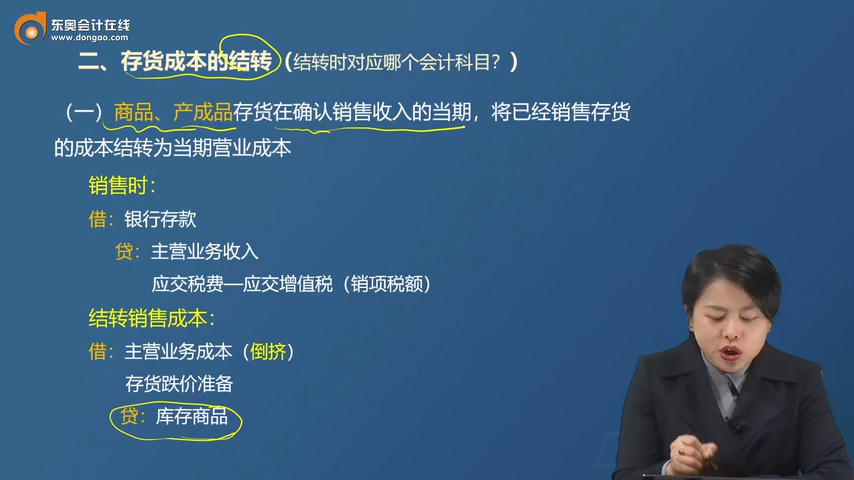 东奥会计在线
www.dongao.com
二、存货成本的结转（结转时对应哪个会计科目？）
（一）商品、产成品存货在确认销售收入的当期，将已经销售存货
的成本结转为当期营业成本
销售时：
借：银行存款
贷：主营业务收入
应交税费—应交增值税（销项税额）
结转销售成本：
借：主营业务成本（倒挤）
存货跌价准备
贷：库存商品